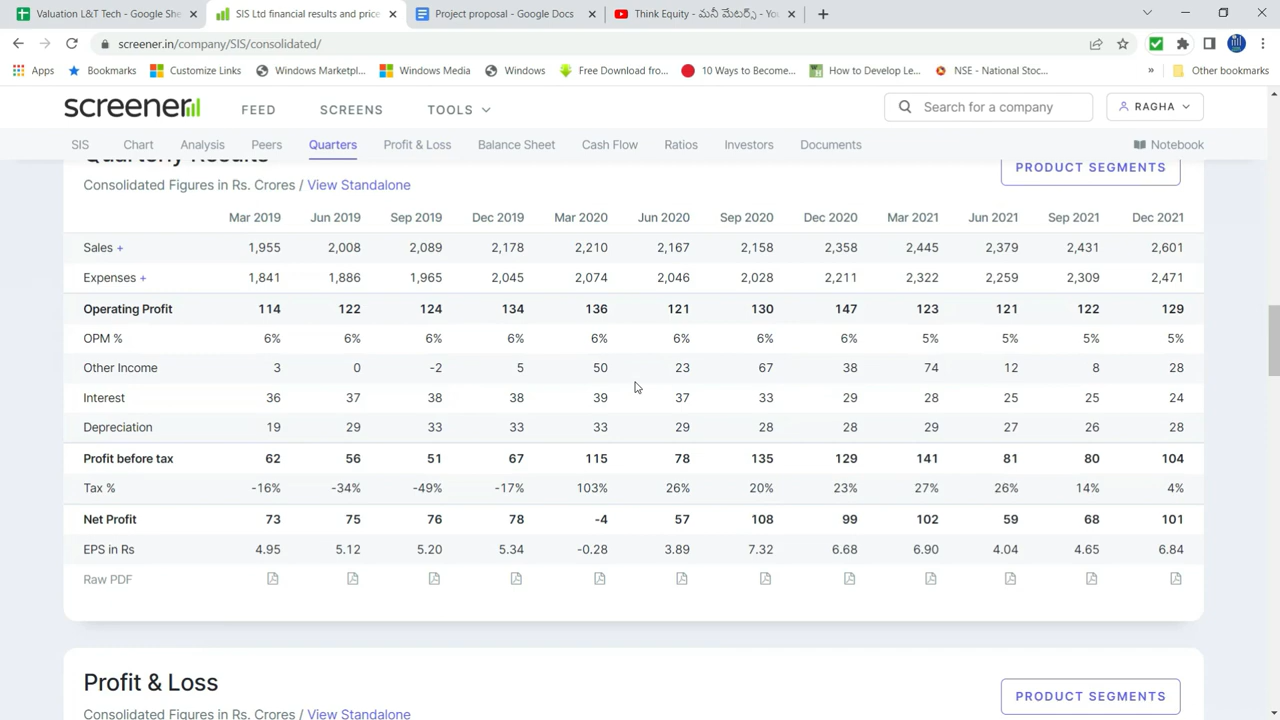 Valuation L&T Tech - Google She
SIS Ltd financial results and price
Project proposal - Google Docs
Think Equity - మనీ మేటర్స్ - You
screener.in/company/SIS/consolidated/
Apps Bookmarks Customize Links Windows Marketpl... Windows Media Windows Free Download fro... 10 Ways to Become... How to Develop Le... NSE - National Stoc... » Other bookmarks
screener FEED SCREENS TOOLS Search for a company RAGHA
SIS Chart Analysis Peers Quarters Profit & Loss Balance Sheet Cash Flow Ratios Investors Documents Notebook
Quarterly Results
PRODUCT SEGMENTS
Consolidated Figures in Rs. Crores / View Standalone
Mar 2019 Jun 2019 Sep 2019 Dec 2019 Mar 2020 Jun 2020 Sep 2020 Dec 2020 Mar 2021 Jun 2021 Sep 2021 Dec 2021
Sales + 1,955 2,008 2,089 2,178 2,210 2,167 2,158 2,358 2,445 2,379 2,431 2,601
Expenses + 1,841 1,886 1,965 2,045 2,074 2,046 2,028 2,211 2,322 2,259 2,309 2,471
Operating Profit 114 122 124 134 136 121 130 147 123 121 122 129
OPM % 6% 6% 6% 6% 6% 6% 6% 6% 5% 5% 5% 5%
Other Income 3 0 -2 5 50 23 67 38 74 12 8 28
Interest 36 37 38 38 39 37 33 29 28 25 25 24
Depreciation 19 29 33 33 33 29 28 28 29 27 26 28
Profit before tax 62 56 51 67 115 78 135 129 141 81 80 104
Tax % -16% -34% -49% -17% 103% 26% 20% 23% 27% 26% 14% 4%
Net Profit 73 75 76 78 -4 57 108 99 102 59 68 101
EPS in Rs 4.95 5.12 5.20 5.34 -0.28 3.89 7.32 6.68 6.90 4.04 4.65 6.84
Raw PDF
Profit & Loss
PRODUCT SEGMENTS
Consolidated Figures in Rs. Crores / View Standalone